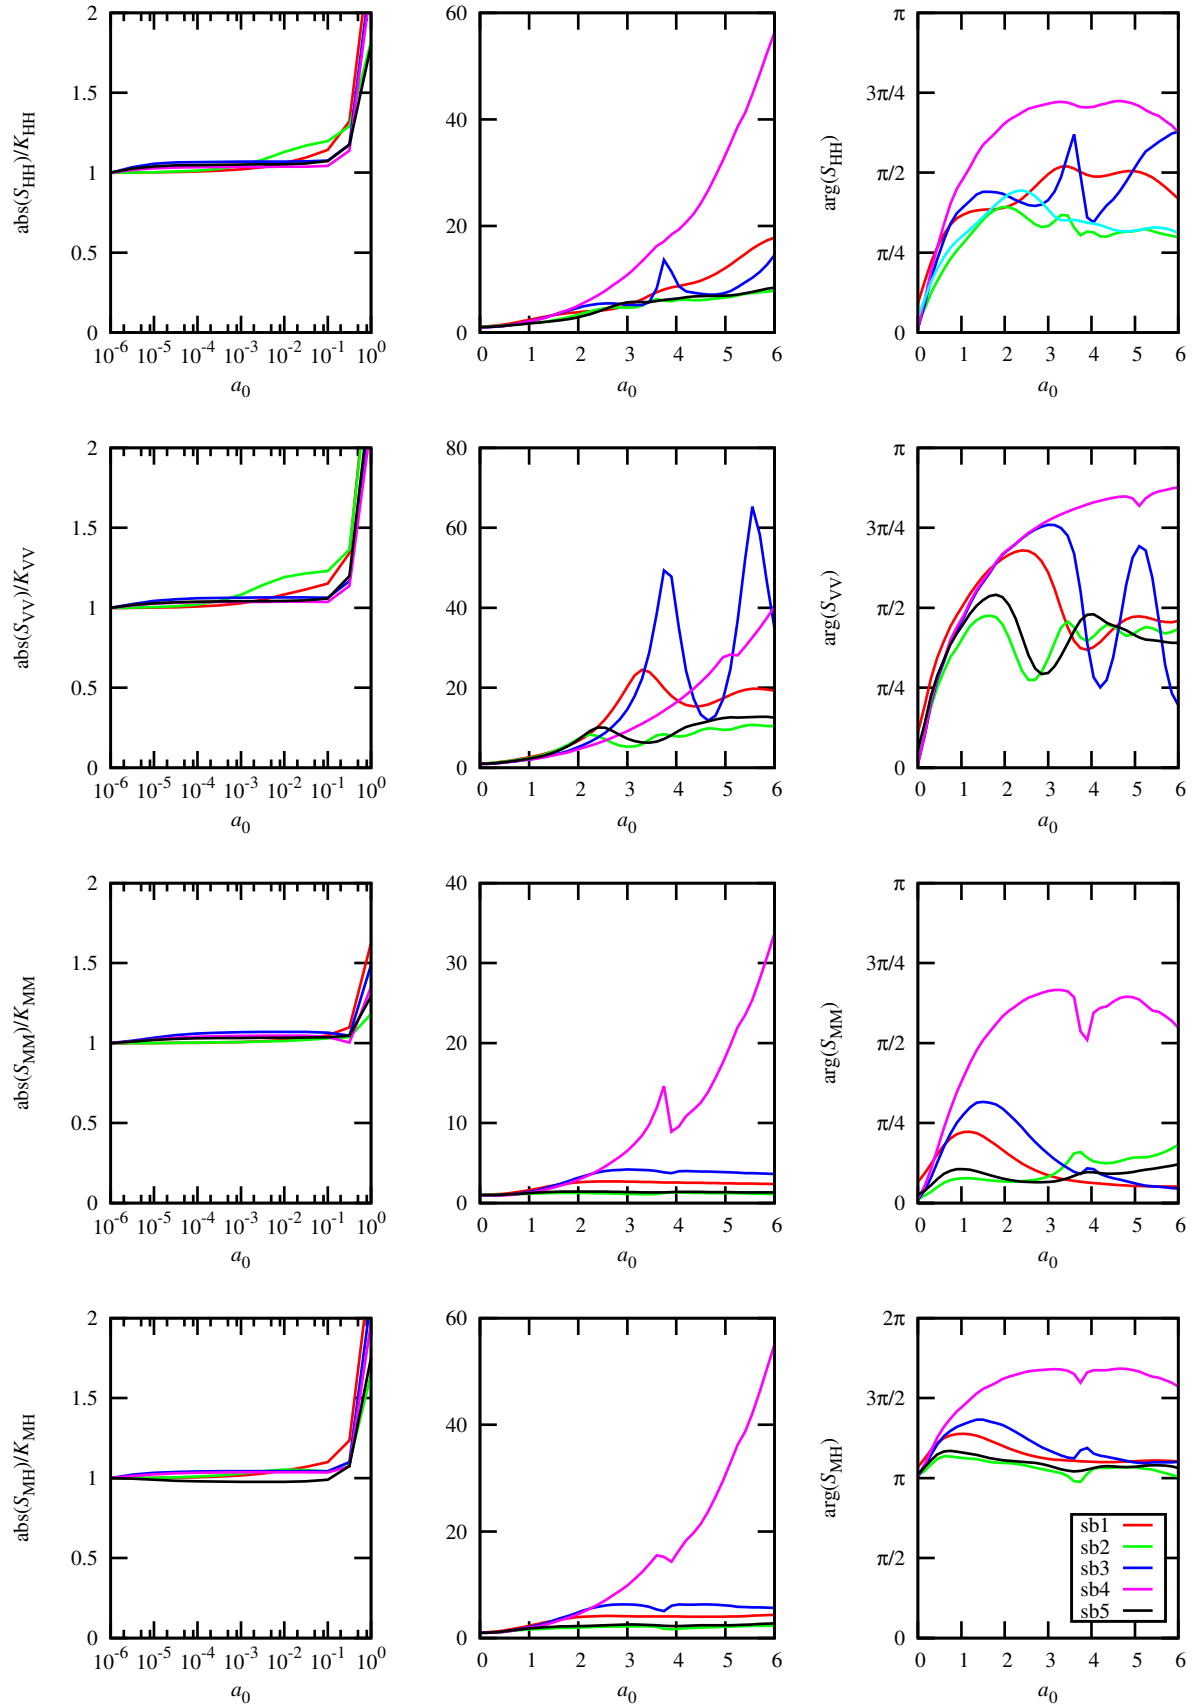 abs(S_HH)/K_HH
2
1.5
1
0.5
0
10^-6 10^-5 10^-4 10^-3 10^-2 10^-1 10^0
a_0
60
40
20
0
0 1 2 3 4 5 6
a_0
arg(S_HH)
π
3π/4
π/2
π/4
0
0 1 2 3 4 5 6
a_0
abs(S_VV)/K_VV
2
1.5
1
0.5
0
10^-6 10^-5 10^-4 10^-3 10^-2 10^-1 10^0
a_0
80
60
40
20
0
0 1 2 3 4 5 6
a_0
arg(S_VV)
π
3π/4
π/2
π/4
0
0 1 2 3 4 5 6
a_0
abs(S_MM)/K_MM
2
1.5
1
0.5
0
10^-6 10^-5 10^-4 10^-3 10^-2 10^-1 10^0
a_0
40
30
20
10
0
0 1 2 3 4 5 6
a_0
arg(S_MM)
π
3π/4
π/2
π/4
0
0 1 2 3 4 5 6
a_0
abs(S_MH)/K_MH
2
1.5
1
0.5
0
10^-6 10^-5 10^-4 10^-3 10^-2 10^-1 10^0
a_0
60
40
20
0
0 1 2 3 4 5 6
a_0
arg(S_MH)
2π
3π/2
π
π/2
0
0 1 2 3 4 5 6
a_0
sb1
sb2
sb3
sb4
sb5